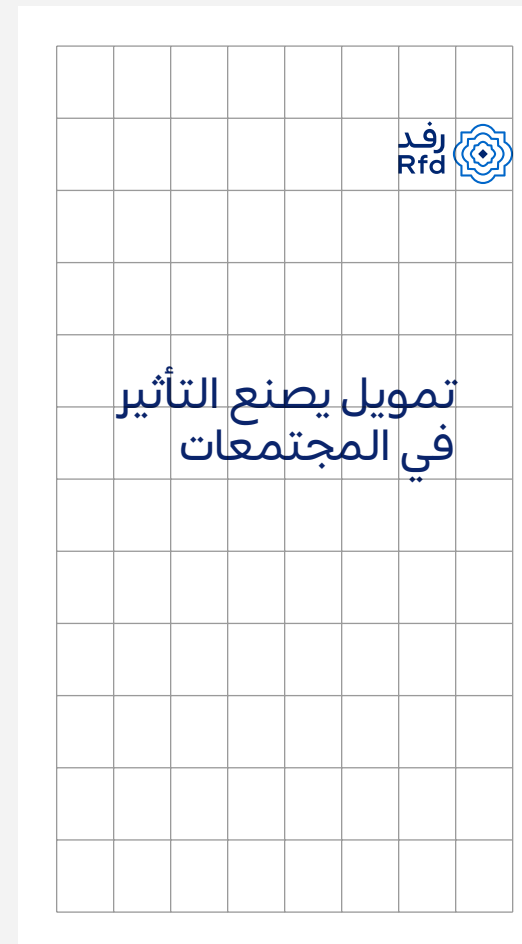 رفد
Rfd
تمويل يصنع التأثير
في المجتمعات